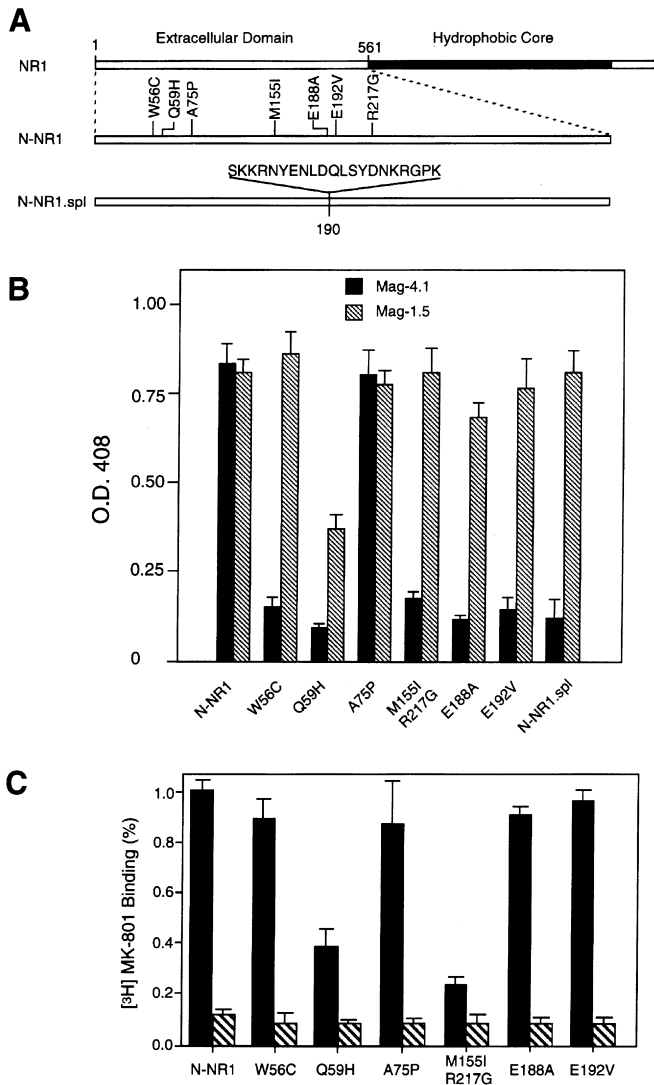 A
1
Extracellular Domain
561
Hydrophobic Core
NR1
W56C
Q59H
A75P
M155I
E188A
E192V
R217G
N-NR1
SKKRNYENLDQLSYDNKRGPK
N-NR1.spl
190
B
Mag-4.1
Mag-1.5
1.00
0.75
0.50
0.25
0
O.D. 408
N-NR1
W56C
Q59H
A75P
M155I
R217G
E188A
E192V
N-NR1.spl
C
1.0
0.8
0.6
0.4
0.2
0.0
[³H] MK-801 Binding (%)
N-NR1
W56C
Q59H
A75P
M155I
R217G
E188A
E192V